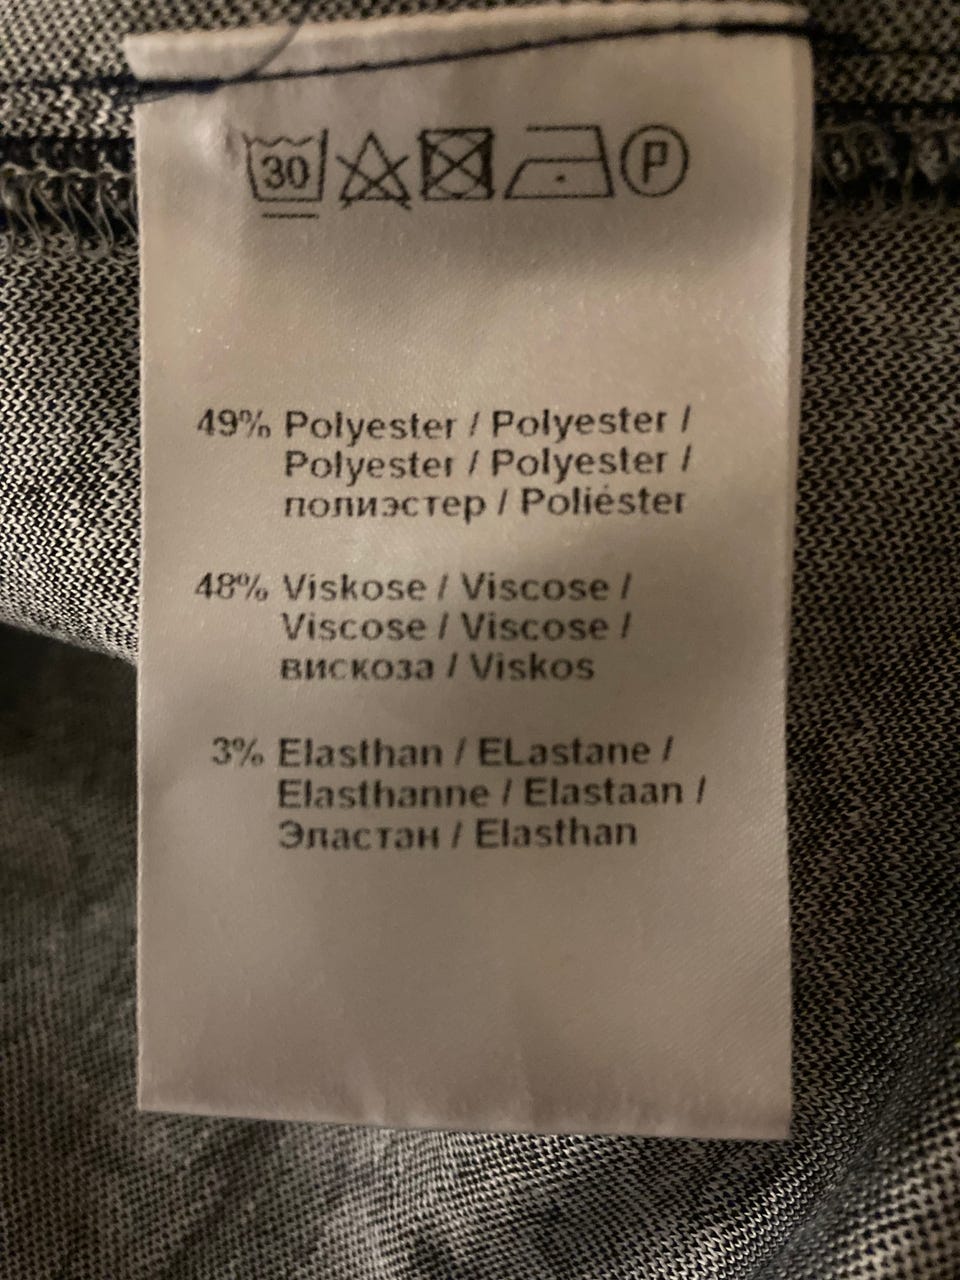 30 P
49% Polyester / Polyester /
Polyester / Polyester /
полиэстер / Poliéster
48% Viskose / Viscose /
Viscose / Viscose /
вискоза / Viskos
3% Elasthan / ELastane /
Elasthanne / Elastaan /
Эластан / Elasthan